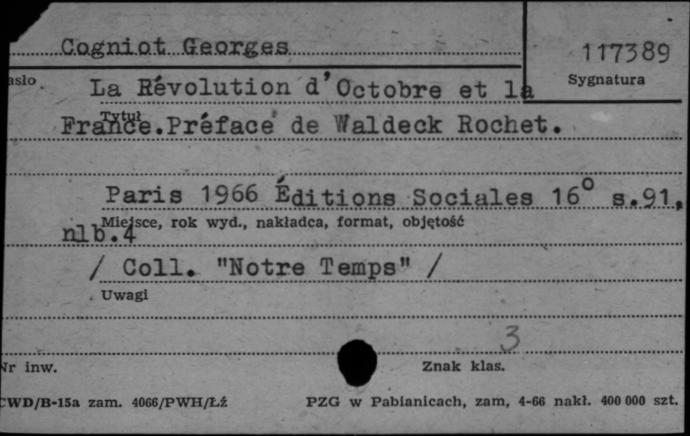 Cogniot Georges
117389
asło
Sygnatura
La Révolution d'Octobre et la
Tytuł
France.Préface de Waldeck Rochet.
Paris 1966 Éditions Sociales 16° s.91,
Miejsce, rok wyd., nakładca, format, objętość
nlb.4
/ Coll. "Notre Temps" /
Uwagi
3
Nr inw.
Znak klas.
CWD/B-15a zam. 4066/PWH/Łź
PZG w Pabianicach, zam, 4-66 nakł. 400 000 szt.